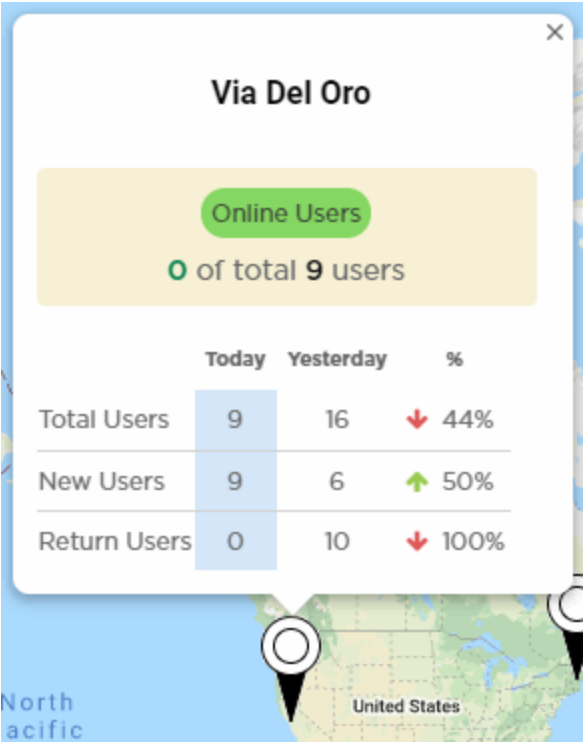 Via Del Oro
Online Users
0 of total 9 users
Today Yesterday %
Total Users 9 16 44%
New Users 9 6 50%
Return Users 0 10 100%
United States
North
acific